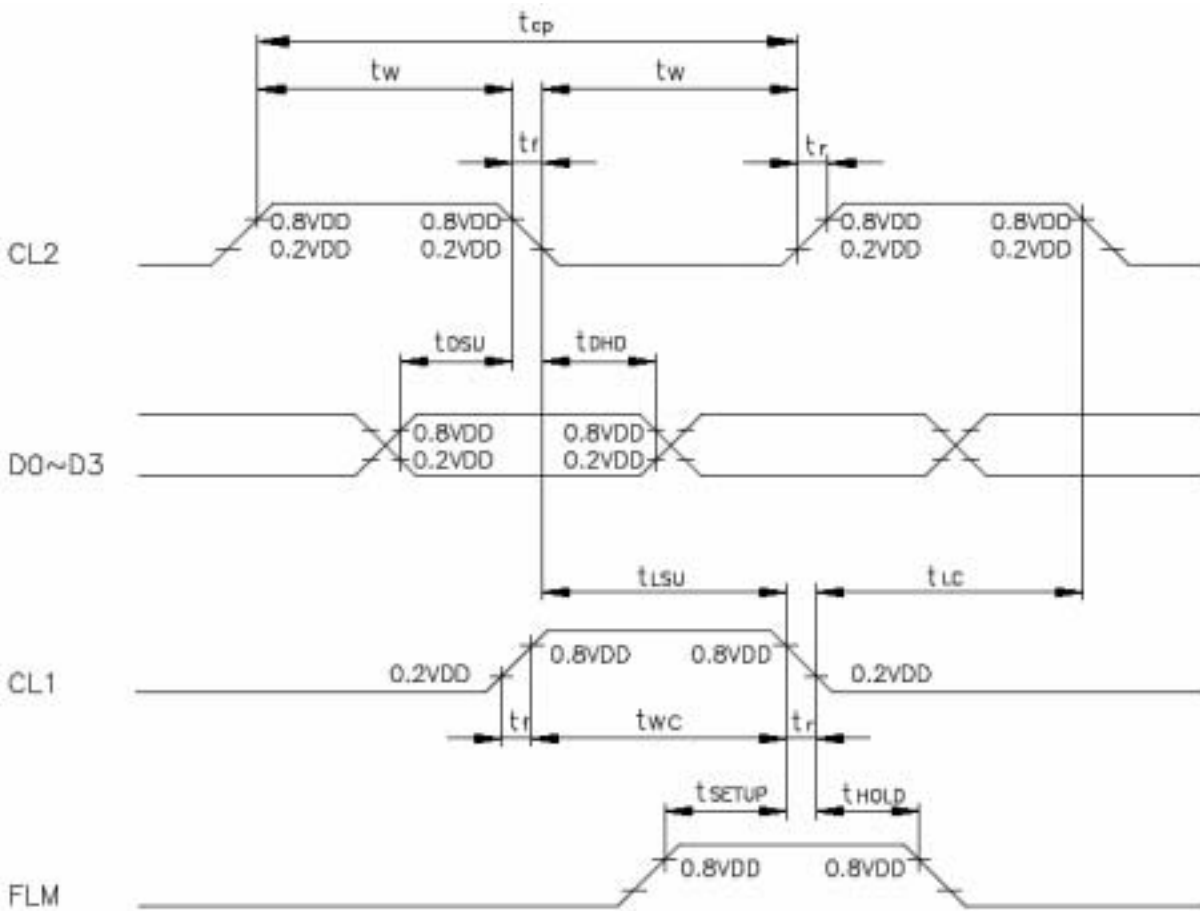 tcp
tw tw
tr tr
0.8VDD 0.8VDD 0.8VDD 0.8VDD
CL2 0.2VDD 0.2VDD 0.2VDD 0.2VDD
tDSU tDHD
0.8VDD 0.8VDD
D0~D3 0.2VDD 0.2VDD
tLSU tLC
0.8VDD 0.8VDD
CL1 0.2VDD 0.2VDD
tr twc tr
tSETUP tHOLD
0.8VDD 0.8VDD
FLM